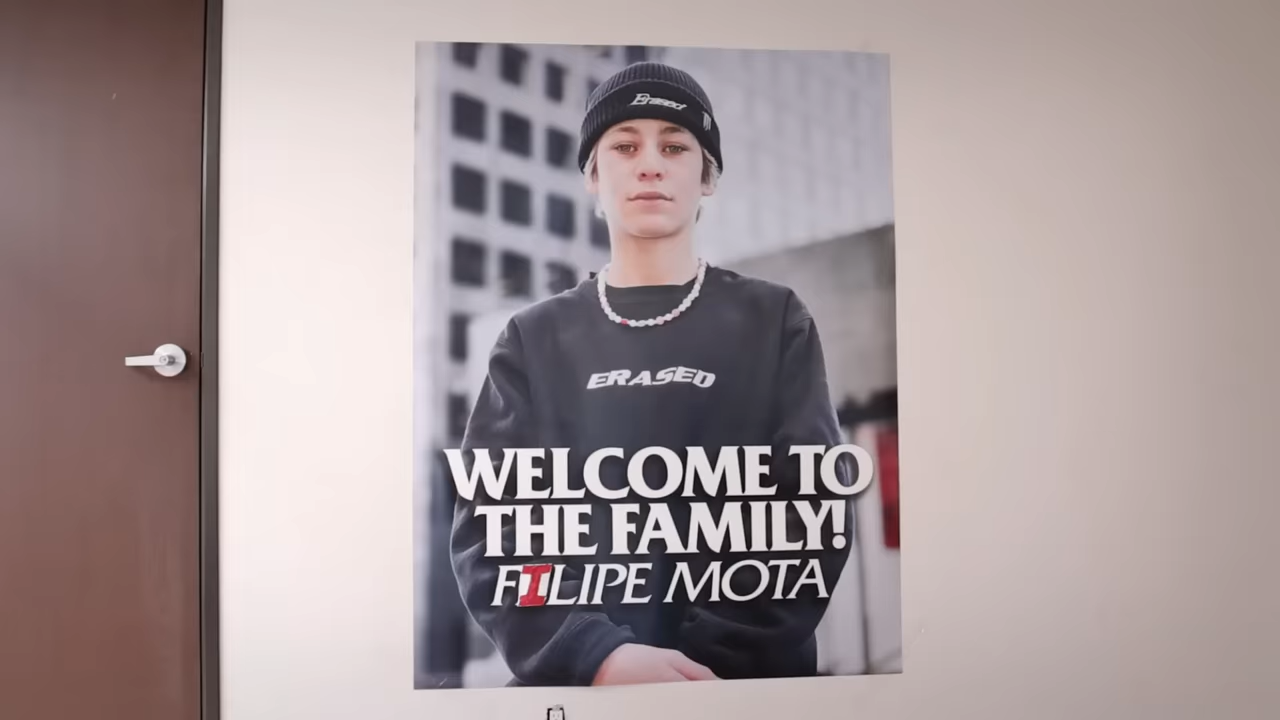 Erased
ERASED
WELCOME TO
THE FAMILY!
FILIPE MOTA